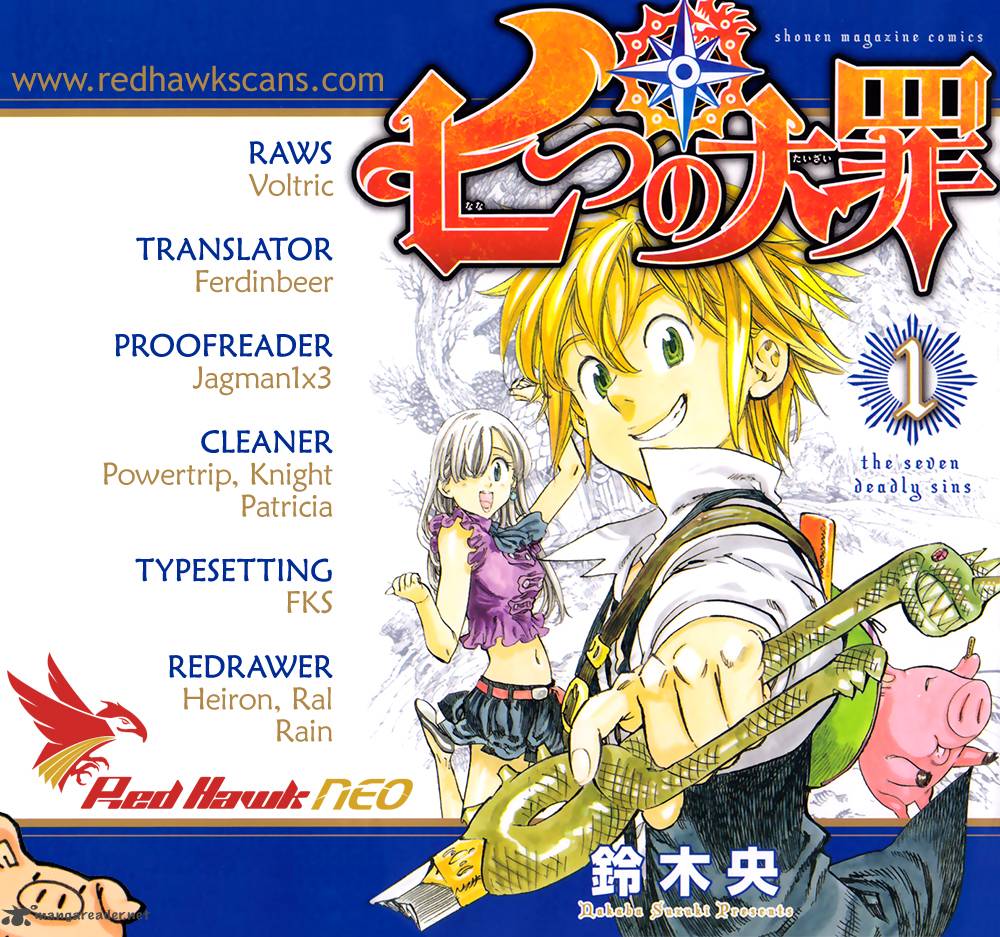 www.redhawkscans.com
RAWS
Voltric
TRANSLATOR
Ferdinbeer
PROOFREADER
Jagman1x3
CLEANER
Powertrip, Knight
Patricia
TYPESETTING
FKS
REDRAWER
Heiron, Ral
Rain
Red Hawk NEO
mangareader.net
shonen magazine comics
七つの大罪
なな
たいざい
1
the seven
deadly sins
鈴木央
Nakaba Suzuki Presents